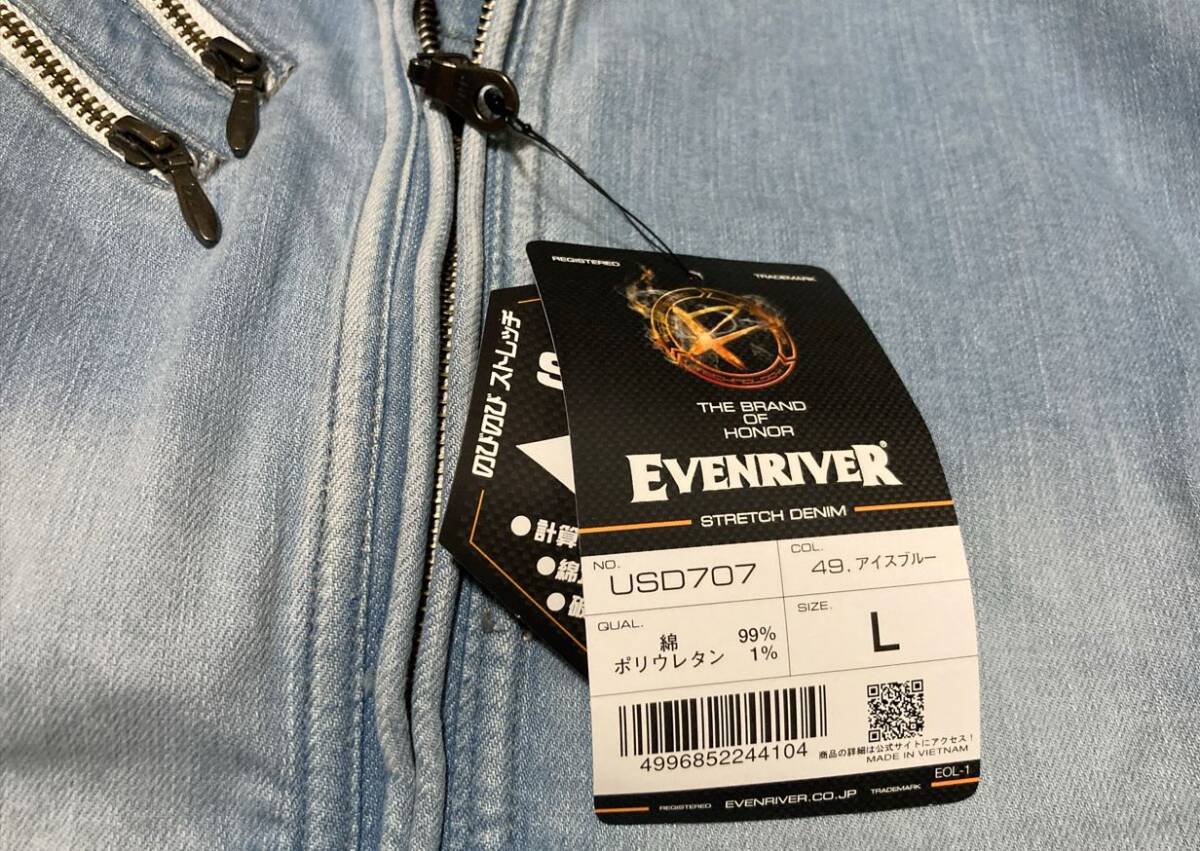 REGISTERED
TRADEMARK
THE BRAND
OF
HONOR
EVENRIVER®
STRETCH DENIM
NO.
USD707
COL.
49. アイスブルー
QUAL.
綿 99%
ポリウレタン 1%
SIZE.
L
4996852244104
商品の詳細は公式サイトにアクセス!
MADE IN VIETNAM
EOL-1
REGISTERED EVENRIVER.CO.JP TRADEMARK
のびのび ストレッチ
S
●計算
●綿